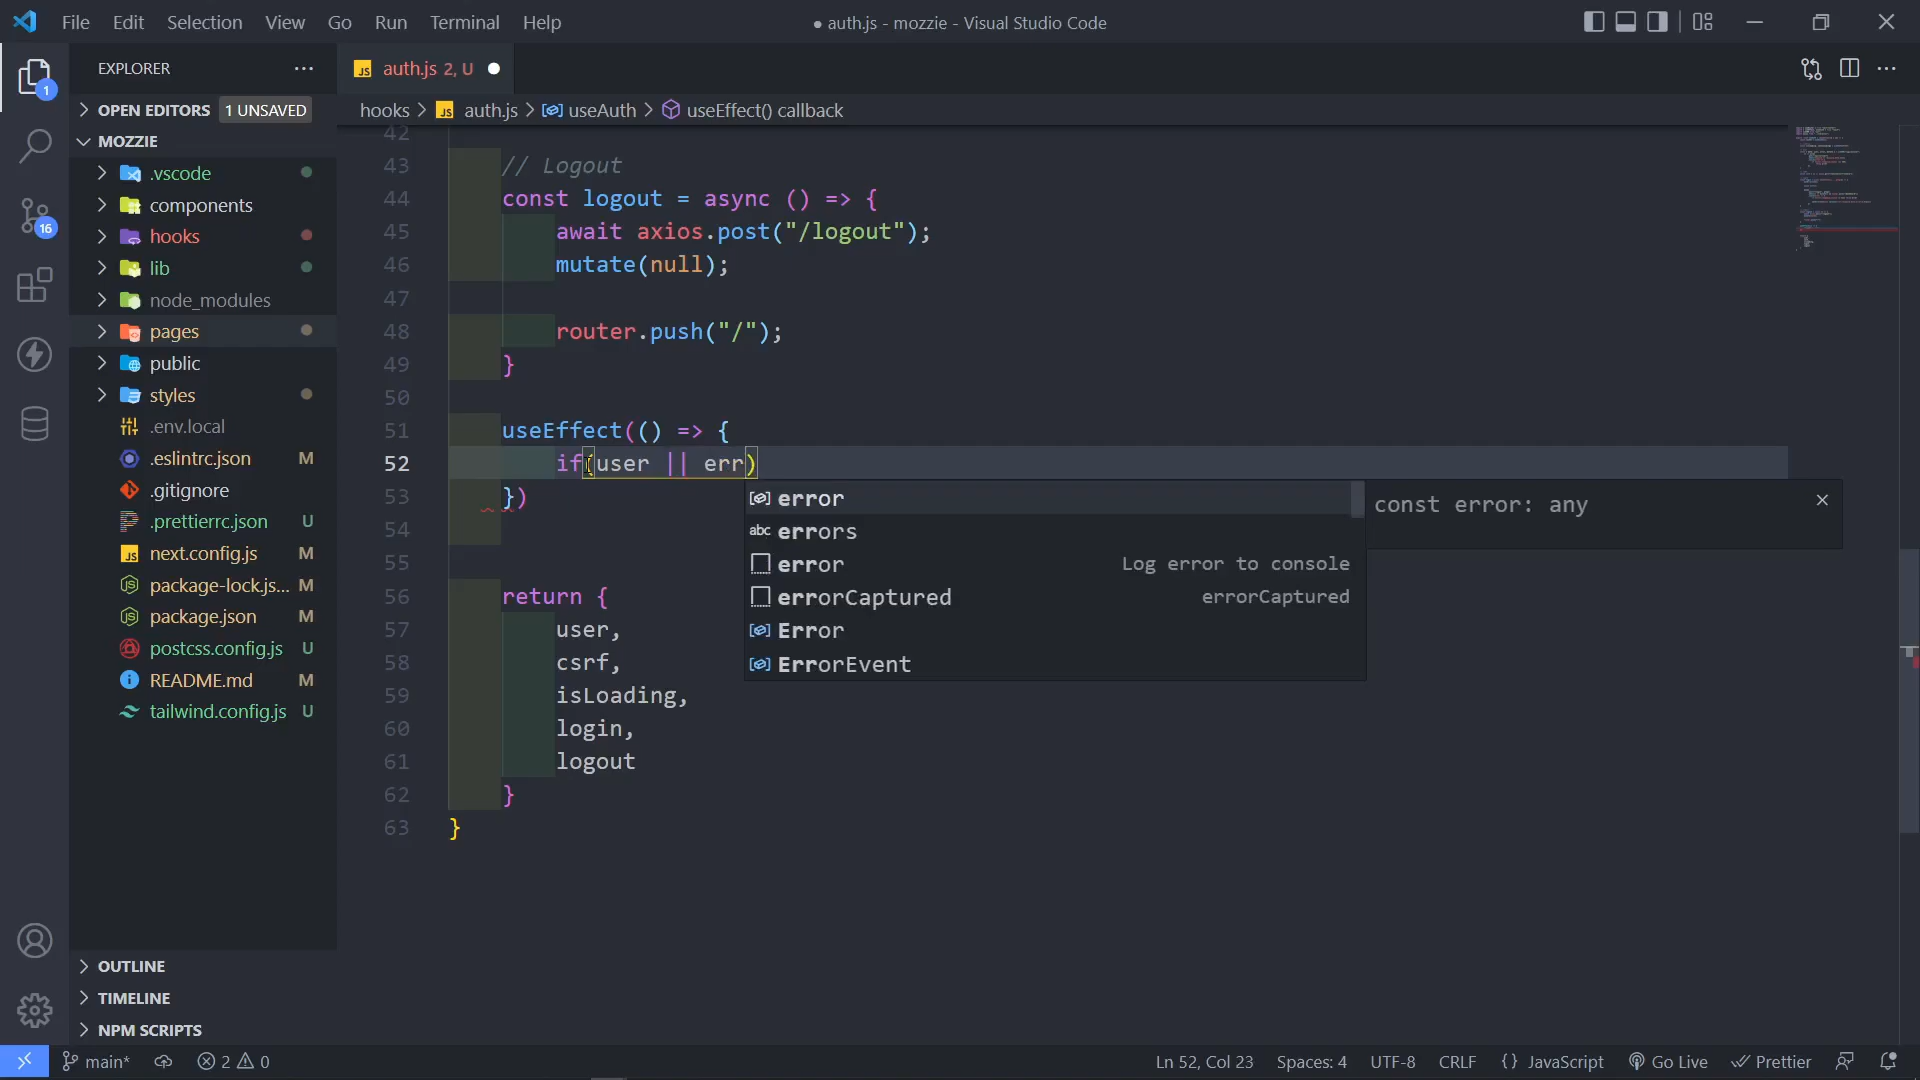 File Edit Selection View Go Run Terminal Help
● auth.js - mozzie - Visual Studio Code
EXPLORER
OPEN EDITORS 1 UNSAVED
MOZZIE
.vscode
components
hooks
lib
node_modules
pages
public
styles
.env.local
.eslintrc.json M
.gitignore
.prettierrc.json U
next.config.js M
package-lock.js... M
package.json M
postcss.config.js U
README.md M
tailwind.config.js U
OUTLINE
TIMELINE
NPM SCRIPTS
1
16
JS auth.js 2, U ●
hooks > JS auth.js > useAuth > useEffect() callback
42
43 // Logout
44 const logout = async () => {
45 await axios.post("/logout");
46 mutate(null);
47
48 router.push("/");
49 }
50
51 useEffect(() => {
52 if(user || err)
53 })
54
55
56 return {
57 user,
58 csrf,
59 isLoading,
60 login,
61 logout
62 }
63 }
error
abc errors
error Log error to console
errorCaptured errorCaptured
Error
ErrorEvent
const error: any
main* 2 0
Ln 52, Col 23 Spaces: 4 UTF-8 CRLF {} JavaScript Go Live Prettier